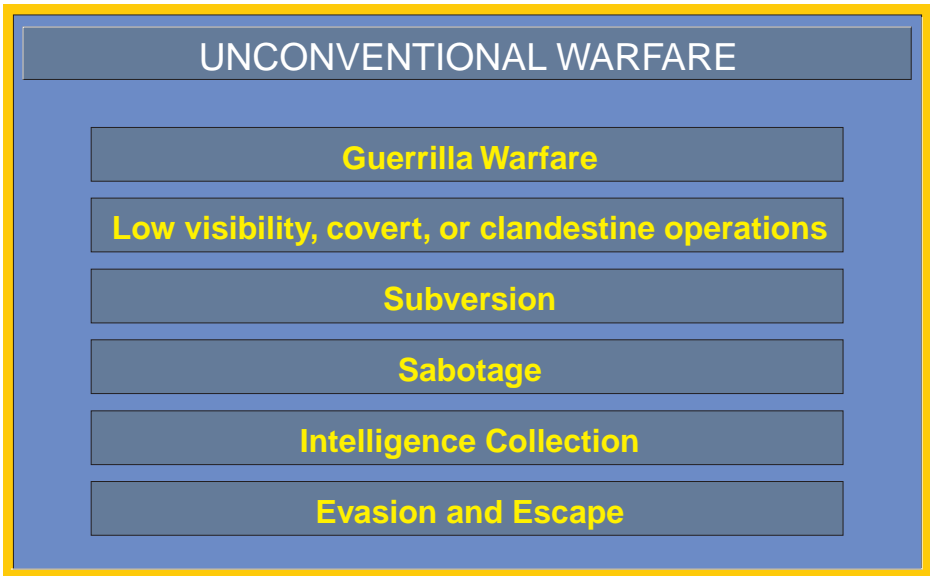 UNCONVENTIONAL WARFARE
Guerrilla Warfare
Low visibility, covert, or clandestine operations
Subversion
Sabotage
Intelligence Collection
Evasion and Escape